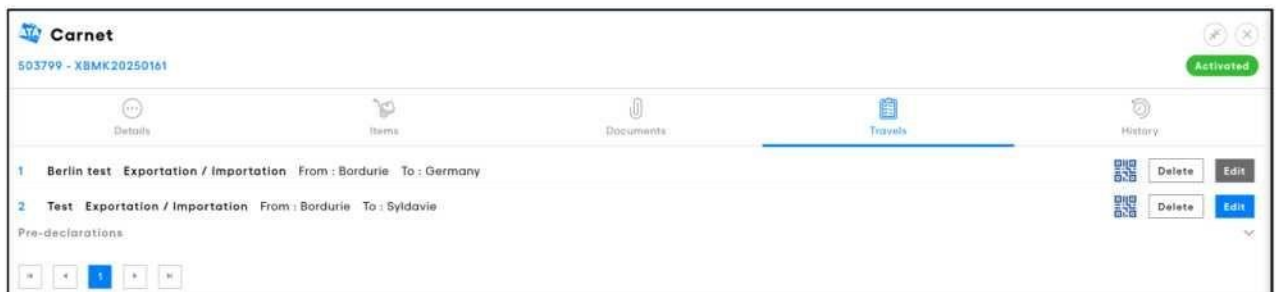 ATA Carnet
503799 - XBMK20250161
Activated
Details Items Documents Travels History
1 Berlin test Exportation / Importation From : Bordurie To : Germany Delete Edit
2 Test Exportation / Importation From : Bordurie To : Syldavie Delete Edit
Pre-declarations
1